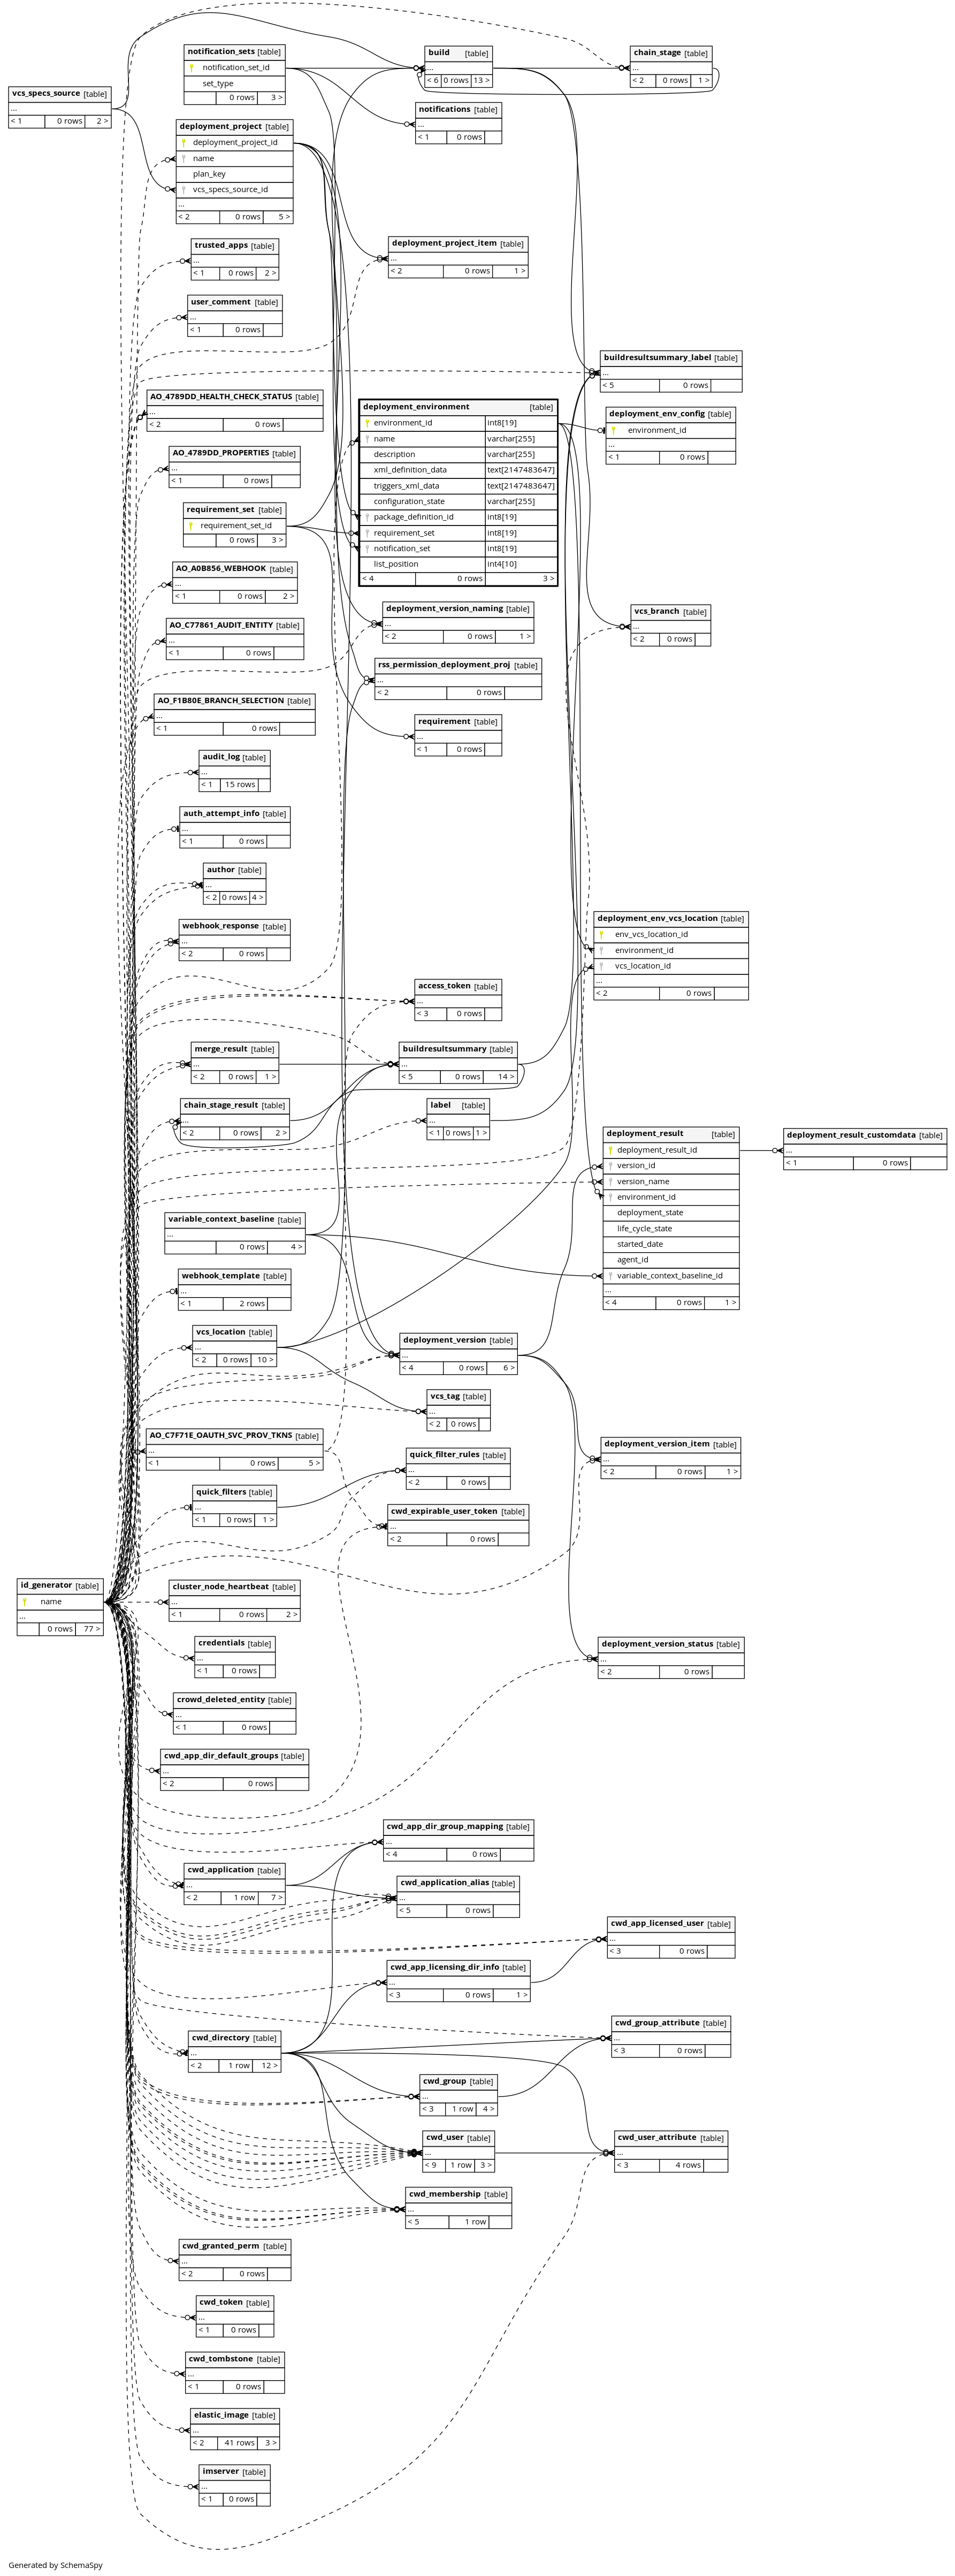 vcs_specs_source [table]
...
< 1 0 rows 2 >
notification_sets [table]
notification_set_id
set_type
0 rows 3 >
build [table]
...
< 6 0 rows 13 >
chain_stage [table]
...
< 2 0 rows 1 >
notifications [table]
...
< 1 0 rows
deployment_project [table]
deployment_project_id
name
plan_key
vcs_specs_source_id
...
< 2 0 rows 5 >
trusted_apps [table]
...
< 1 0 rows 2 >
deployment_project_item [table]
...
< 2 0 rows 1 >
user_comment [table]
...
< 1 0 rows
buildresultsummary_label [table]
...
< 5 0 rows
AO_4789DD_HEALTH_CHECK_STATUS [table]
...
< 2 0 rows
deployment_environment [table]
environment_id int8[19]
name varchar[255]
description varchar[255]
xml_definition_data text[2147483647]
triggers_xml_data text[2147483647]
configuration_state varchar[255]
package_definition_id int8[19]
requirement_set int8[19]
notification_set int8[19]
list_position int4[10]
< 4 0 rows 3 >
deployment_env_config [table]
environment_id
...
< 1 0 rows
AO_4789DD_PROPERTIES [table]
...
< 1 0 rows
requirement_set [table]
requirement_set_id
0 rows 3 >
AO_A0B856_WEBHOOK [table]
...
< 1 0 rows 2 >
deployment_version_naming [table]
...
< 2 0 rows 1 >
vcs_branch [table]
...
< 2 0 rows
AO_C77861_AUDIT_ENTITY [table]
...
< 1 0 rows
rss_permission_deployment_proj [table]
...
< 2 0 rows
AO_F1B80E_BRANCH_SELECTION [table]
...
< 1 0 rows
requirement [table]
...
< 1 0 rows
audit_log [table]
...
< 1 15 rows
auth_attempt_info [table]
...
< 1 0 rows
author [table]
...
< 2 0 rows 4 >
webhook_response [table]
...
< 2 0 rows
deployment_env_vcs_location [table]
env_vcs_location_id
environment_id
vcs_location_id
...
< 2 0 rows
access_token [table]
...
< 3 0 rows
merge_result [table]
...
< 2 0 rows 1 >
buildresultsummary [table]
...
< 5 0 rows 14 >
chain_stage_result [table]
...
< 2 0 rows 2 >
label [table]
...
< 1 0 rows 1 >
deployment_result [table]
deployment_result_id
version_id
version_name
environment_id
deployment_state
life_cycle_state
started_date
agent_id
variable_context_baseline_id
...
< 4 0 rows 1 >
deployment_result_customdata [table]
...
< 1 0 rows
variable_context_baseline [table]
...
0 rows 4 >
webhook_template [table]
...
< 1 2 rows
vcs_location [table]
...
< 2 0 rows 10 >
deployment_version [table]
...
< 4 0 rows 6 >
vcs_tag [table]
...
< 2 0 rows
AO_C7F71E_OAUTH_SVC_PROV_TKNS [table]
...
< 1 0 rows 5 >
quick_filter_rules [table]
...
< 2 0 rows
deployment_version_item [table]
...
< 2 0 rows 1 >
quick_filters [table]
...
< 1 0 rows 1 >
cwd_expirable_user_token [table]
...
< 2 0 rows
id_generator [table]
name
...
0 rows 77 >
cluster_node_heartbeat [table]
...
< 1 0 rows 2 >
credentials [table]
...
< 1 0 rows
deployment_version_status [table]
...
< 2 0 rows
crowd_deleted_entity [table]
...
< 1 0 rows
cwd_app_dir_default_groups [table]
...
< 2 0 rows
cwd_app_dir_group_mapping [table]
...
< 4 0 rows
cwd_application [table]
...
< 2 1 row 7 >
cwd_application_alias [table]
...
< 5 0 rows
cwd_app_licensed_user [table]
...
< 3 0 rows
cwd_app_licensing_dir_info [table]
...
< 3 0 rows 1 >
cwd_directory [table]
...
< 2 1 row 12 >
cwd_group_attribute [table]
...
< 3 0 rows
cwd_group [table]
...
< 3 1 row 4 >
cwd_user [table]
...
< 9 1 row 3 >
cwd_user_attribute [table]
...
< 3 4 rows
cwd_membership [table]
...
< 5 1 row
cwd_granted_perm [table]
...
< 2 0 rows
cwd_token [table]
...
< 1 0 rows
cwd_tombstone [table]
...
< 1 0 rows
elastic_image [table]
...
< 2 41 rows 3 >
imserver [table]
...
< 1 0 rows
Generated by SchemaSpy